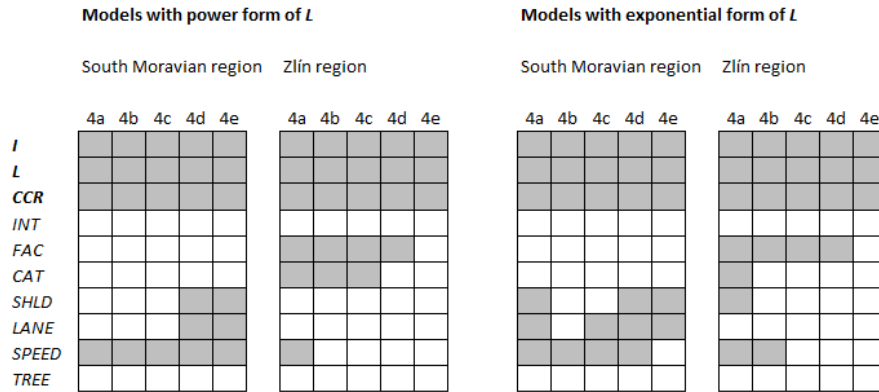 Models with power form of L Models with exponential form of L
South Moravian region Zlín region South Moravian region Zlín region
4a 4b 4c 4d 4e 4a 4b 4c 4d 4e 4a 4b 4c 4d 4e 4a 4b 4c 4d 4e
I
L
CCR
INT
FAC
CAT
SHLD
LANE
SPEED
TREE